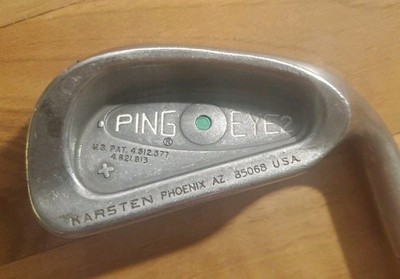 PING EYE2
®
U.S. PAT. 4,512,577
4,621,813
KARSTEN PHOENIX AZ. 85068 U.S.A.